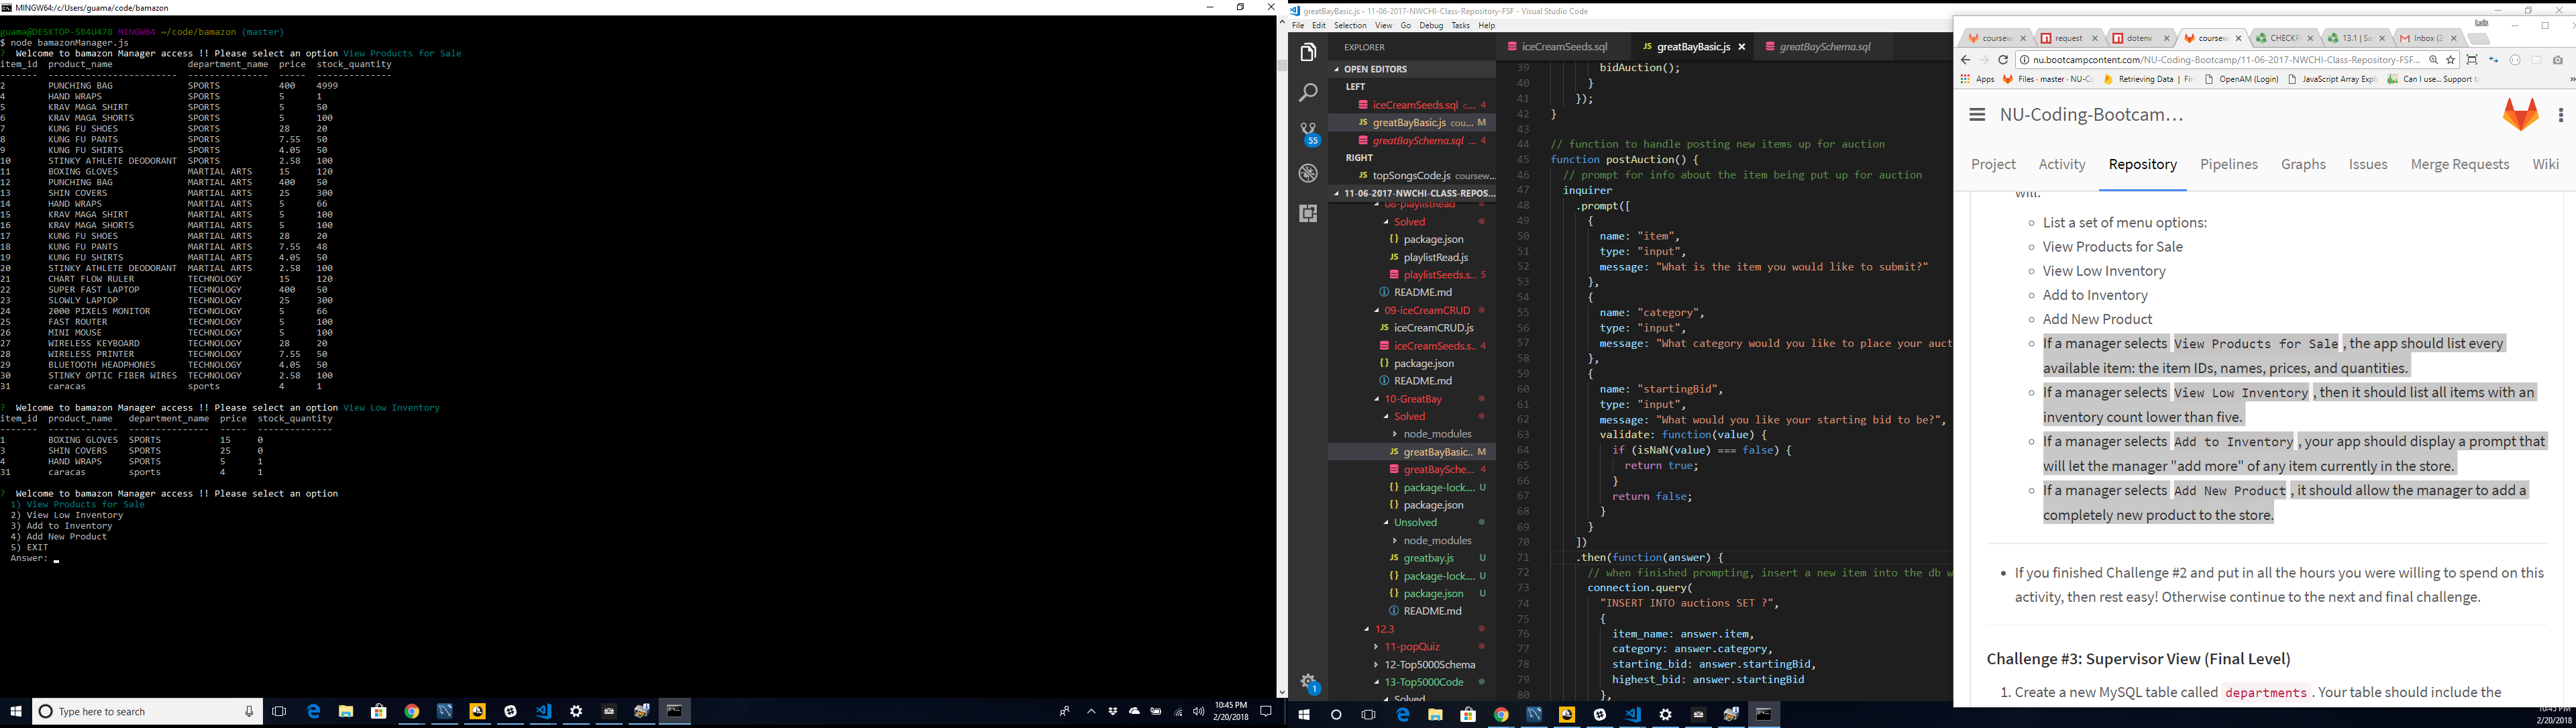 MINGW64:/c/Users/guama/code/bamazon
guama@DESKTOP-5B4U478 MINGW64 ~/code/bamazon (master)
$ node bamazonManager.js
? Welcome to bamazon Manager access !! Please select an option View Products for Sale
item_id product_name department_name price stock_quantity
------- ------------------------ --------------- ----- --------------
2 PUNCHING BAG SPORTS 400 4999
4 HAND WRAPS SPORTS 5 1
5 KRAV MAGA SHIRT SPORTS 5 50
6 KRAV MAGA SHORTS SPORTS 5 100
7 KUNG FU SHOES SPORTS 28 20
8 KUNG FU PANTS SPORTS 7.55 50
9 KUNG FU SHIRTS SPORTS 4.05 50
10 STINKY ATHLETE DEODORANT SPORTS 2.58 100
11 BOXING GLOVES MARTIAL ARTS 15 120
12 PUNCHING BAG MARTIAL ARTS 400 50
13 SHIN COVERS MARTIAL ARTS 25 300
14 HAND WRAPS MARTIAL ARTS 5 66
15 KRAV MAGA SHIRT MARTIAL ARTS 5 100
16 KRAV MAGA SHORTS MARTIAL ARTS 5 100
17 KUNG FU SHOES MARTIAL ARTS 28 20
18 KUNG FU PANTS MARTIAL ARTS 7.55 48
19 KUNG FU SHIRTS MARTIAL ARTS 4.05 50
20 STINKY ATHLETE DEODORANT MARTIAL ARTS 2.58 100
21 CHART FLOW RULER TECHNOLOGY 15 120
22 SUPER FAST LAPTOP TECHNOLOGY 400 50
23 SLOWLY LAPTOP TECHNOLOGY 25 300
24 2000 PIXELS MONITOR TECHNOLOGY 5 66
25 FAST ROUTER TECHNOLOGY 5 100
26 MINI MOUSE TECHNOLOGY 5 100
27 WIRELESS KEYBOARD TECHNOLOGY 28 20
28 WIRELESS PRINTER TECHNOLOGY 7.55 50
29 BLUETOOTH HEADPHONES TECHNOLOGY 4.05 50
30 STINKY OPTIC FIBER WIRES TECHNOLOGY 2.58 100
31 caracas sports 4 1
? Welcome to bamazon Manager access !! Please select an option View Low Inventory
item_id product_name department_name price stock_quantity
------- ------------- --------------- ----- --------------
1 BOXING GLOVES SPORTS 15 0
3 SHIN COVERS SPORTS 25 0
4 HAND WRAPS SPORTS 5 1
31 caracas sports 4 1
? Welcome to bamazon Manager access !! Please select an option
1) View Products for Sale
2) View Low Inventory
3) Add to Inventory
4) Add New Product
5) EXIT
Answer:
Type here to search
10:45 PM
2/20/2018
greatBayBasic.js - 11-06-2017-NWCHI-Class-Repository-FSF - Visual Studio Code
File Edit Selection View Go Debug Tasks Help
EXPLORER
OPEN EDITORS
LEFT
iceCreamSeeds.sql c... 4
greatBayBasic.js cou... M
greatBaySchema.sql ... 4
RIGHT
topSongsCode.js coursew...
11-06-2017-NWCHI-CLASS-REPOS...
08-playlistRead
Solved
package.json
playlistRead.js
playlistSeeds.s... 5
README.md
09-iceCreamCRUD
iceCreamCRUD.js
iceCreamSeeds.s.. 4
package.json
README.md
10-GreatBay
Solved
node_modules
greatBayBasic.. M
greatBaySche... 4
package-lock.... U
package.json
Unsolved
node_modules
greatbay.js U
package-lock.... U
package.json U
README.md
12.3
11-popQuiz
12-Top5000Schema
13-Top5000Code
Solved
55
1
iceCreamSeeds.sql greatBayBasic.js greatBaySchema.sql
39 bidAuction();
40 }
41 });
42 }
43
44 // function to handle posting new items up for auction
45 function postAuction() {
46 // prompt for info about the item being put up for auction
47 inquirer
48 .prompt([
49 {
50 name: "item",
51 type: "input",
52 message: "What is the item you would like to submit?"
53 },
54 {
55 name: "category",
56 type: "input",
57 message: "What category would you like to place your auct
58 },
59 {
60 name: "startingBid",
61 type: "input",
62 message: "What would you like your starting bid to be?",
63 validate: function(value) {
64 if (isNaN(value) === false) {
65 return true;
66 }
67 return false;
68 }
69 }
70 ])
71 .then(function(answer) {
72 // when finished prompting, insert a new item into the db w
73 connection.query(
74 "INSERT INTO auctions SET ?",
75 {
76 item_name: answer.item,
77 category: answer.category,
78 starting_bid: answer.startingBid,
79 highest_bid: answer.startingBid
80 },
Luis
coursew request dotenv coursew CHECKP 13.1 | Sa Inbox (2
nu.bootcampcontent.com/NU-Coding-Bootcamp/11-06-2017-NWCHI-Class-Repository-FSF...
Apps Files · master · NU-Co Retrieving Data | Fir OpenAM (Login) JavaScript Array Explo Can I use... Support t
NU-Coding-Bootcam…
Project Activity Repository Pipelines Graphs Issues Merge Requests Wiki
will:
List a set of menu options:
View Products for Sale
View Low Inventory
Add to Inventory
Add New Product
If a manager selects View Products for Sale , the app should list every
available item: the item IDs, names, prices, and quantities.
If a manager selects View Low Inventory , then it should list all items with an
inventory count lower than five.
If a manager selects Add to Inventory , your app should display a prompt that
will let the manager "add more" of any item currently in the store.
If a manager selects Add New Product , it should allow the manager to add a
completely new product to the store.
If you finished Challenge #2 and put in all the hours you were willing to spend on this
activity, then rest easy! Otherwise continue to the next and final challenge.
Challenge #3: Supervisor View (Final Level)
1. Create a new MySQL table called departments . Your table should include the
10:45 PM
2/20/2018